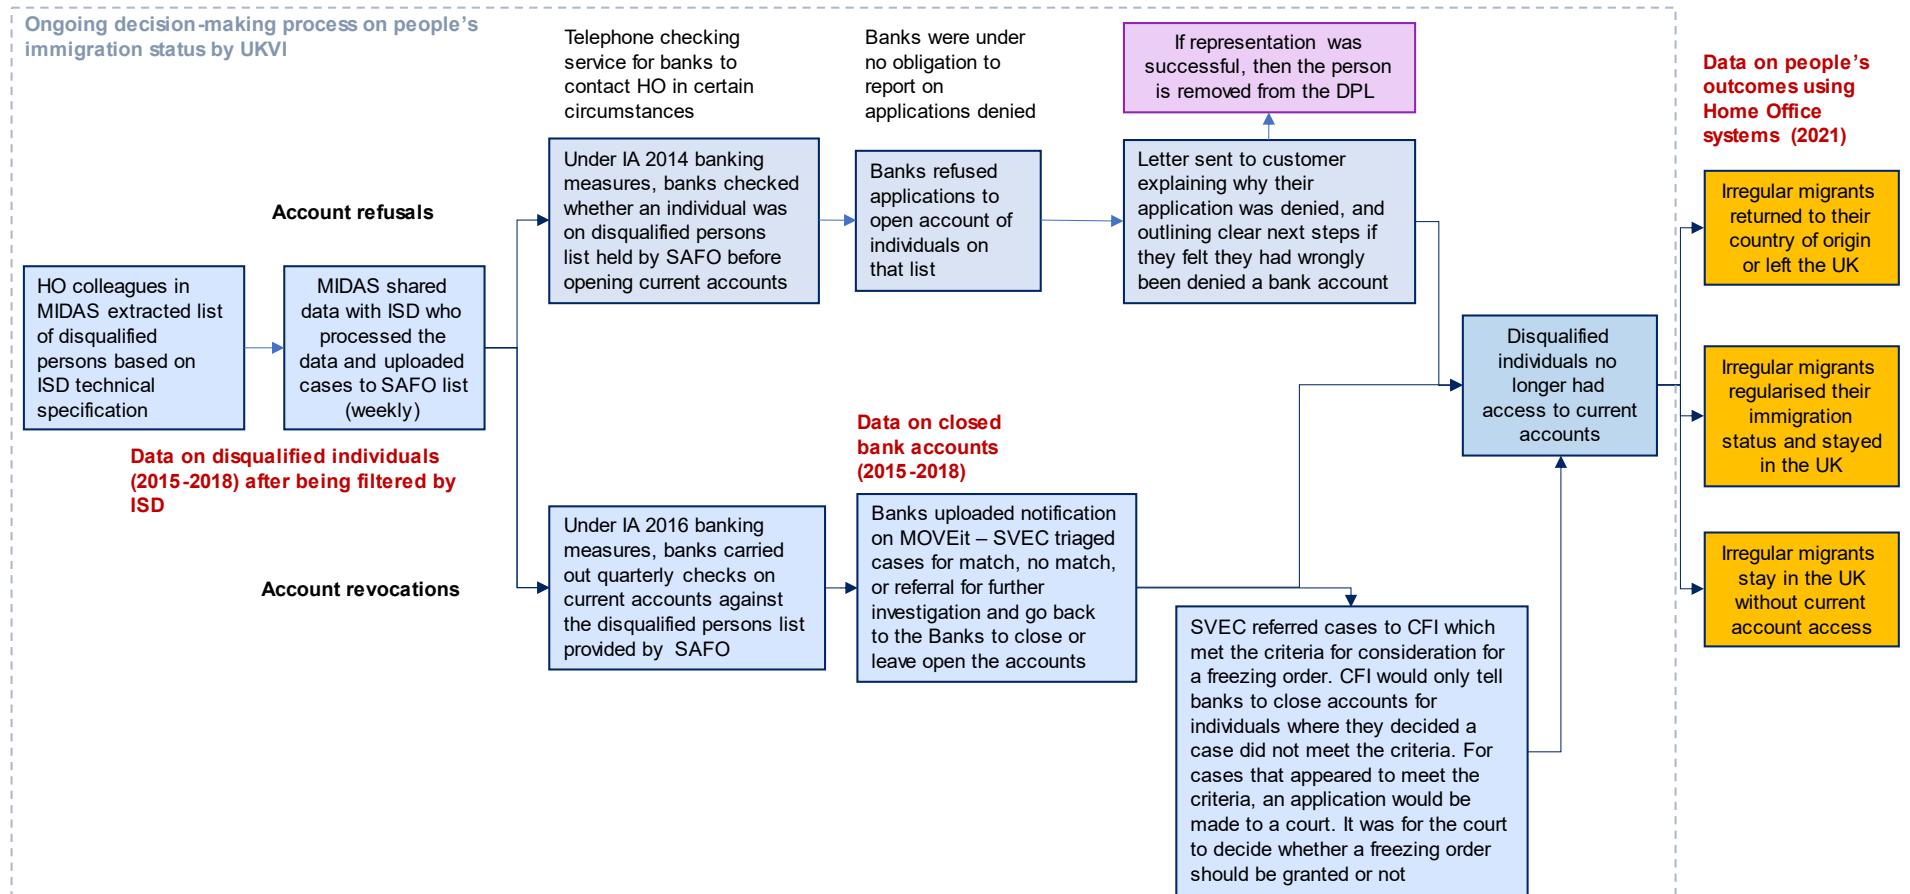 Ongoing decision-making process on people's
immigration status by UKVI
Telephone checking
service for banks to
contact HO in certain
circumstances
Banks were under
no obligation to
report on
applications denied
If representation was
successful, then the person
is removed from the DPL
Data on people's
outcomes using
Home Office
systems (2021)
Account refusals
Under IA 2014 banking
measures, banks checked
whether an individual was
on disqualified persons
list held by SAFO before
opening current accounts
Banks refused
applications to
open account of
individuals on
that list
Letter sent to customer
explaining why their
application was denied, and
outlining clear next steps if
they felt they had wrongly
been denied a bank account
Irregular migrants
returned to their
country of origin
or left the UK
HO colleagues in
MIDAS extracted list
of disqualified
persons based on
ISD technical
specification
MIDAS shared
data with ISD who
processed the
data and uploaded
cases to SAFO list
(weekly)
Disqualified
individuals no
longer had
access to current
accounts
Irregular migrants
regularised their
immigration
status and stayed
in the UK
Data on disqualified individuals
(2015-2018) after being filtered by
ISD
Data on closed
bank accounts
(2015-2018)
Account revocations
Under IA 2016 banking
measures, banks carried
out quarterly checks on
current accounts against
the disqualified persons list
provided by SAFO
Banks uploaded notification
on MOVEit – SVEC triaged
cases for match, no match,
or referral for further
investigation and go back
to the Banks to close or
leave open the accounts
Irregular migrants
stay in the UK
without current
account access
SVEC referred cases to CFI which
met the criteria for consideration for
a freezing order. CFI would only tell
banks to close accounts for
individuals where they decided a
case did not meet the criteria. For
cases that appeared to meet the
criteria, an application would be
made to a court. It was for the court
to decide whether a freezing order
should be granted or not